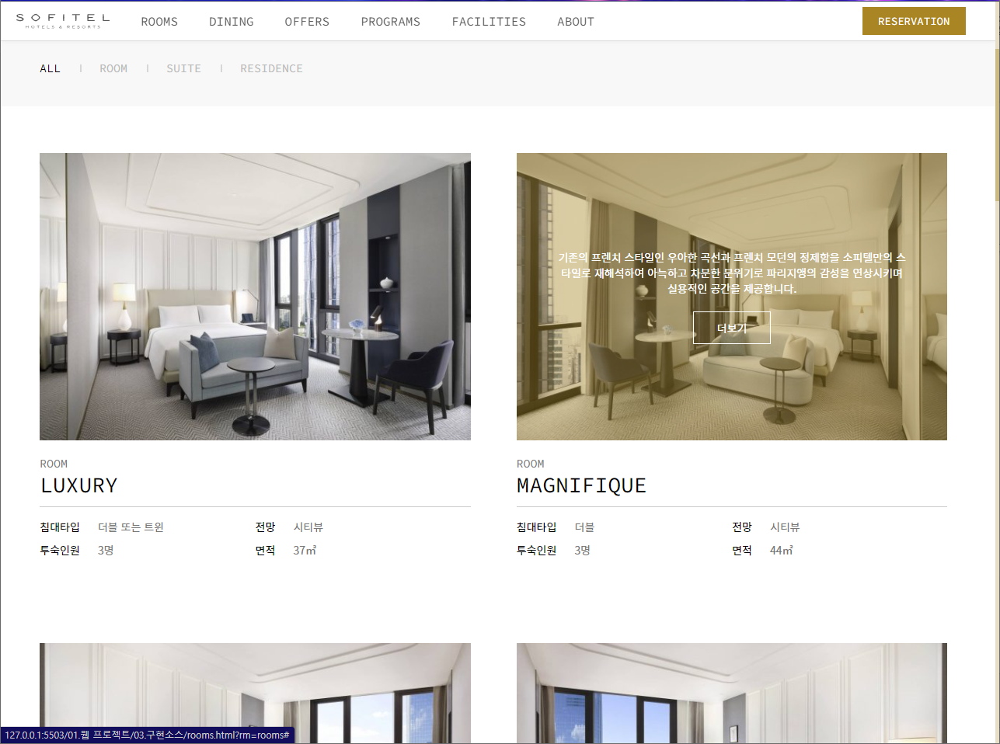 SOFITEL
HOTELS & RESORTS
ROOMS DINING OFFERS PROGRAMS FACILITIES ABOUT
RESERVATION
ALL | ROOM | SUITE | RESIDENCE
기존의 프렌치 스타일인 우아한 곡선과 프렌치 모던의 정제함을 소피텔만의 스
타일로 재해석하여 아늑하고 차분한 분위기로 파리지앵의 감성을 연상시키며
실용적인 공간을 제공합니다.
더보기
ROOM
LUXURY
침대타입 더블 또는 트윈 전망 시티뷰
투숙인원 3명 면적 37㎡
ROOM
MAGNIFIQUE
침대타입 더블 전망 시티뷰
투숙인원 3명 면적 44㎡
127.0.0.1:5503/01.웹 프로젝트/03.구현소스/rooms.html?rm=rooms#